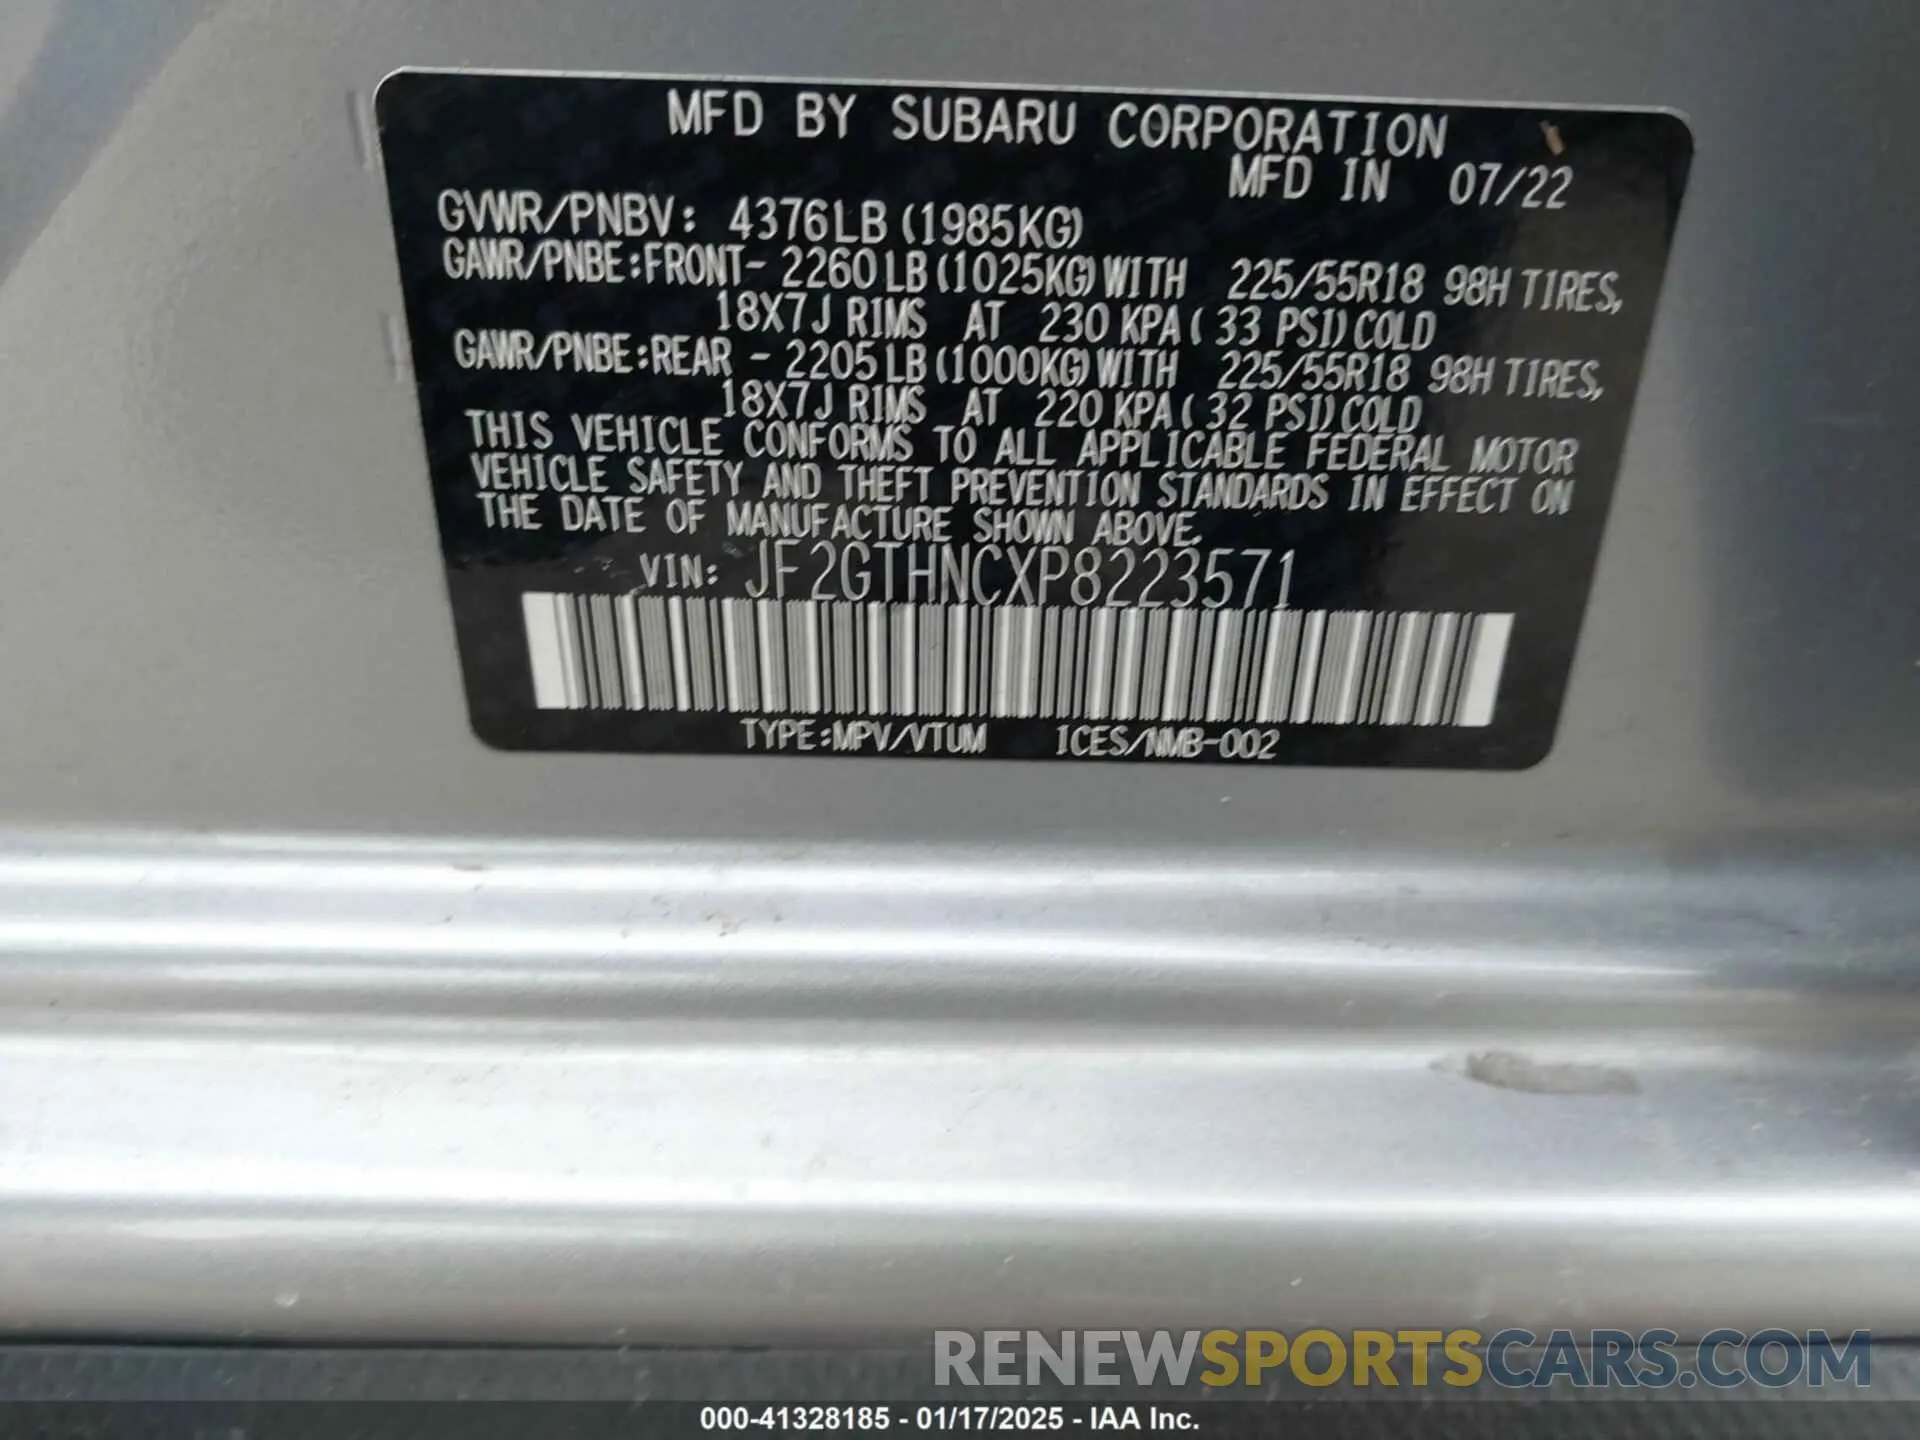 MFD BY SUBARU CORPORATION
MFD IN 07/22
GVWR/PNBV: 4376LB (1985KG)
GAWR/PNBE:FRONT- 2260 LB (1025KG) WITH 225/55R18 98H TIRES,
18X7J RIMS AT 230 KPA ( 33 PSI) COLD
GAWR/PNBE:REAR - 2205 LB (1000KG) WITH 225/55R18 98H TIRES,
18X7J RIMS AT 220 KPA ( 32 PSI) COLD
THIS VEHICLE CONFORMS TO ALL APPLICABLE FEDERAL MOTOR
VEHICLE SAFETY AND THEFT PREVENTION STANDARDS IN EFFECT ON
THE DATE OF MANUFACTURE SHOWN ABOVE.
VIN: JF2GTHNCXP8223571
TYPE:MPV/VTUM ICES/NMB-002
RENEWSPORTSCARS.COM
000-41328185 - 01/17/2025 - IAA Inc.